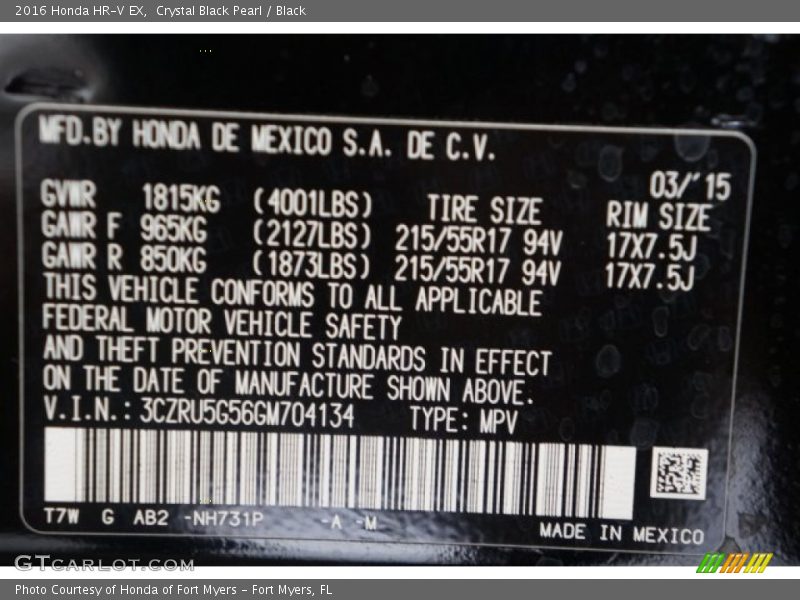 2016 Honda HR-V EX, Crystal Black Pearl / Black
MFD.BY HONDA DE MEXICO S.A. DE C.V.
03/'15
GVWR 1815KG (4001LBS) TIRE SIZE RIM SIZE
GAWR F 965KG (2127LBS) 215/55R17 94V 17X7.5J
GAWR R 850KG (1873LBS) 215/55R17 94V 17X7.5J
THIS VEHICLE CONFORMS TO ALL APPLICABLE
FEDERAL MOTOR VEHICLE SAFETY
AND THEFT PREVENTION STANDARDS IN EFFECT
ON THE DATE OF MANUFACTURE SHOWN ABOVE.
V.I.N.: 3CZRU5G56GM704134 TYPE: MPV
T7W G AB2 -NH731P -A -M
MADE IN MEXICO
GTCarLot.com
Photo Courtesy of Honda of Fort Myers - Fort Myers, FL